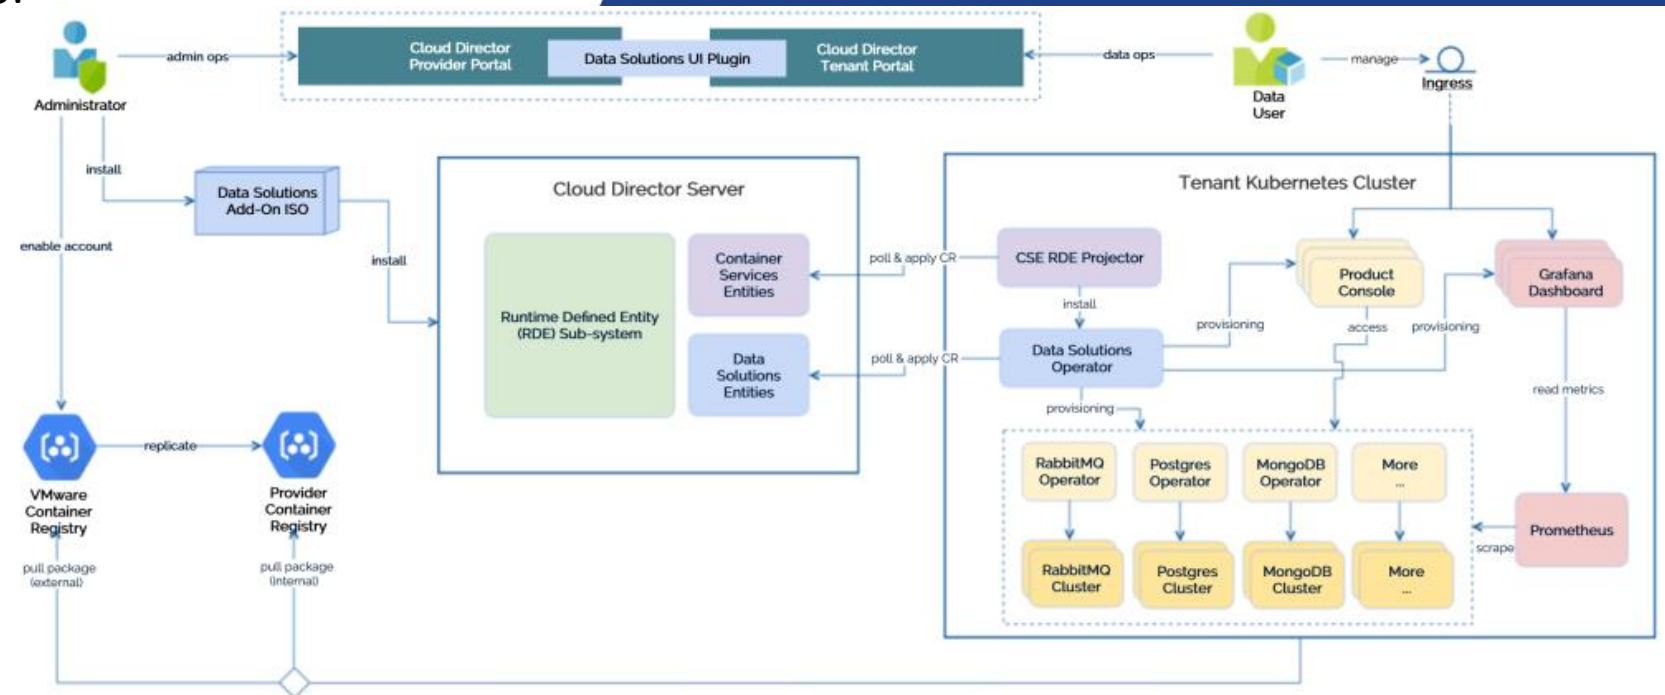 admin ops
Cloud Director
Provider Portal
Data Solutions UI Plugin
Cloud Director
Tenant Portal
data ops
manage
Administrator
Data
User
Ingress
install
Data Solutions
Add-On ISO
enable account
install
Cloud Director Server
Runtime Defined Entity
(RDE) Sub-system
Container
Services
Entities
Data
Solutions
Entities
poll & apply CR
poll & apply CR
Tenant Kubernetes Cluster
CSE RDE Projector
install
Data Solutions
Operator
provisioning
provisioning
Product
Console
access
provisioning
Grafana
Dashboard
read metrics
RabbitMQ
Operator
Postgres
Operator
MongoDB
Operator
More
...
RabbitMQ
Cluster
Postgres
Cluster
MongoDB
Cluster
More
...
scrape
Prometheus
replicate
VMware
Container
Registry
Provider
Container
Registry
pull package
(external)
pull package
(internal)